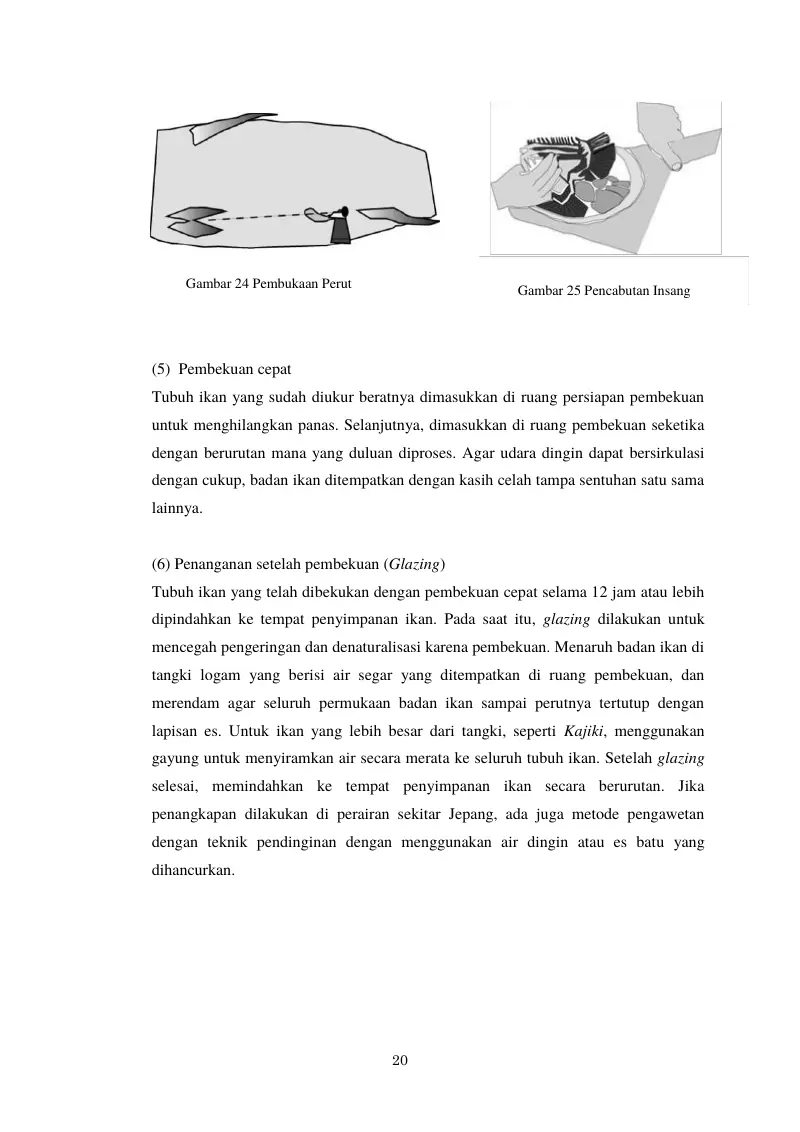 Gambar 24 Pembukaan Perut
Gambar 25 Pencabutan Insang
(5)  Pembekuan cepat
Tubuh ikan yang sudah diukur beratnya dimasukkan di ruang persiapan pembekuan
untuk menghilangkan panas. Selanjutnya, dimasukkan di ruang pembekuan seketika
dengan berurutan mana yang duluan diproses. Agar udara dingin dapat bersirkulasi
dengan cukup, badan ikan ditempatkan dengan kasih celah tampa sentuhan satu sama
lainnya.
(6) Penanganan setelah pembekuan (Glazing)
Tubuh ikan yang telah dibekukan dengan pembekuan cepat selama 12 jam atau lebih
dipindahkan ke tempat penyimpanan ikan. Pada saat itu, glazing dilakukan untuk
mencegah pengeringan dan denaturalisasi karena pembekuan. Menaruh badan ikan di
tangki logam yang berisi air segar yang ditempatkan di ruang pembekuan, dan
merendam agar seluruh permukaan badan ikan sampai perutnya tertutup dengan
lapisan es. Untuk ikan yang lebih besar dari tangki, seperti Kajiki, menggunakan
gayung untuk menyiramkan air secara merata ke seluruh tubuh ikan. Setelah glazing
selesai, memindahkan ke tempat penyimpanan ikan secara berurutan. Jika
penangkapan dilakukan di perairan sekitar Jepang, ada juga metode pengawetan
dengan teknik pendinginan dengan menggunakan air dingin atau es batu yang
dihancurkan.
20